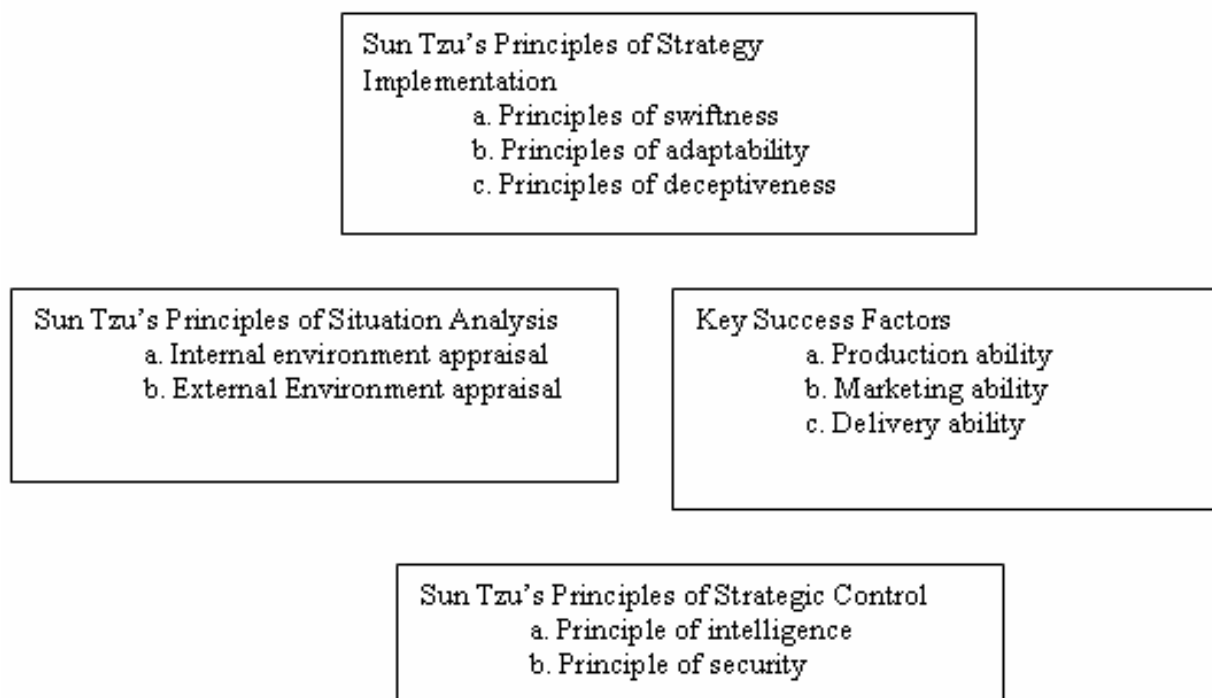 Sun Tzu’s Principles of Strategy
Implementation
a. Principles of swiftness
b. Principles of adaptability
c. Principles of deceptiveness
Sun Tzu’s Principles of Situation Analysis
a. Internal environment appraisal
b. External Environment appraisal
Key Success Factors
a. Production ability
b. Marketing ability
c. Delivery ability
Sun Tzu’s Principles of Strategic Control
a. Principle of intelligence
b. Principle of security